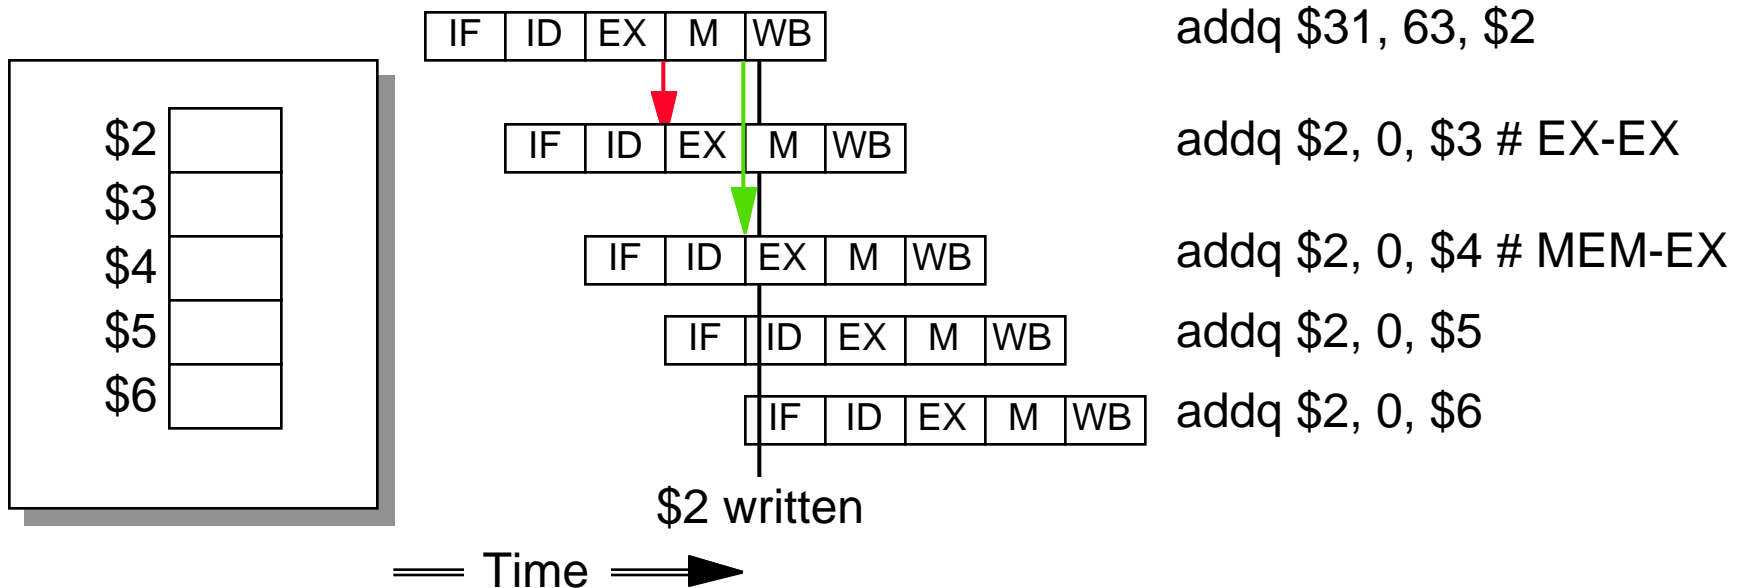 IF ID EX M WB addq $31, 63, $2
$2 IF ID EX M WB addq $2, 0, $3 # EX-EX
$3
$4 IF ID EX M WB addq $2, 0, $4 # MEM-EX
$5 IF ID EX M WB addq $2, 0, $5
$6 IF ID EX M WB addq $2, 0, $6
$2 written
Time